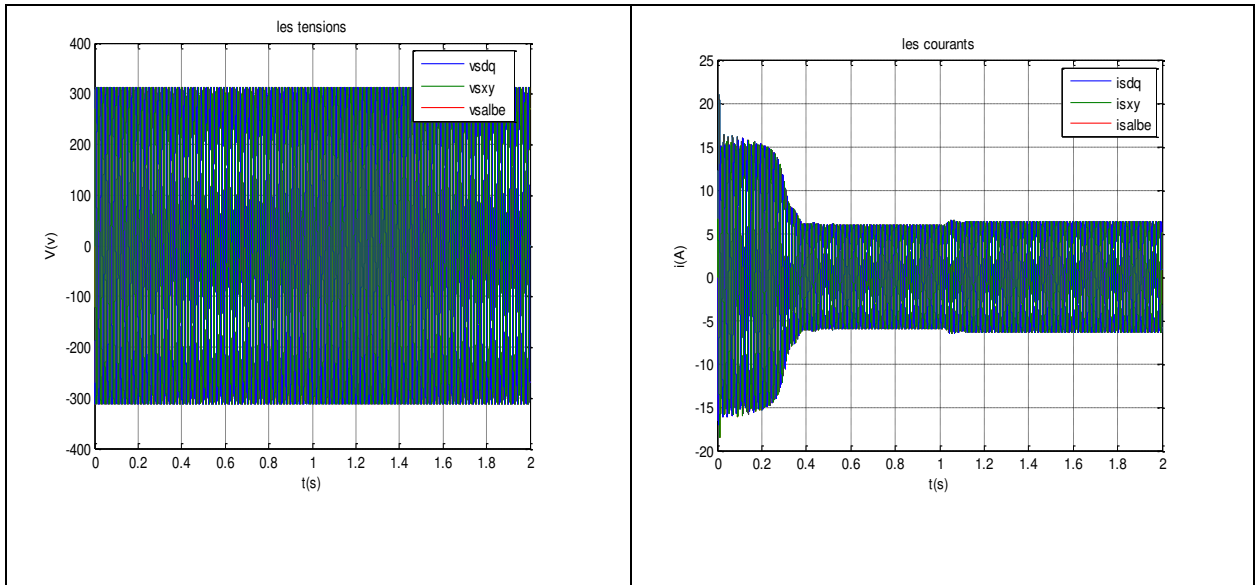 les tensions
400
300
200
100
0
-100
-200
-300
-400
V(v)
vsdq
vsxy
vsalbe
0 0.2 0.4 0.6 0.8 1 1.2 1.4 1.6 1.8 2
t(s)
les courants
25
20
15
10
5
0
-5
-10
-15
-20
i(A)
isdq
isxy
isalbe
0 0.2 0.4 0.6 0.8 1 1.2 1.4 1.6 1.8 2
t(s)